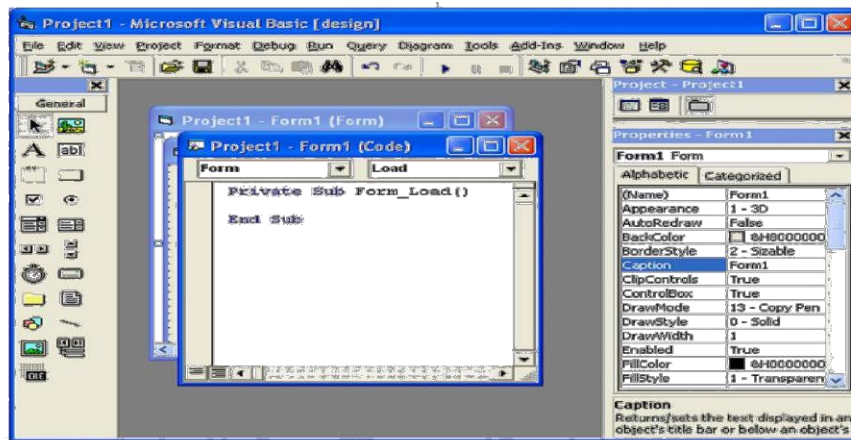 Project1 - Microsoft Visual Basic [design]
File Edit View Project Format Debug Run Query Diagram Tools Add-Ins Window Help
General
A
abl
OLE
Project1 - Form1 (Form)
Project1 - Form1 (Code)
Form
Load
Private Sub Form_Load()
End Sub
Project - Project1
Properties - Form1
Form1 Form
Alphabetic Categorized
(Name) Form1
Appearance 1 - 3D
AutoRedraw False
BackColor &H8000000
BorderStyle 2 - Sizable
Caption Form1
ClipControls True
ControlBox True
DrawMode 13 - Copy Pen
DrawStyle 0 - Solid
DrawWidth 1
Enabled True
FillColor &H0000000
FillStyle 1 - Transparen
Caption
Returns/sets the text displayed in an
object's title bar or below an object's